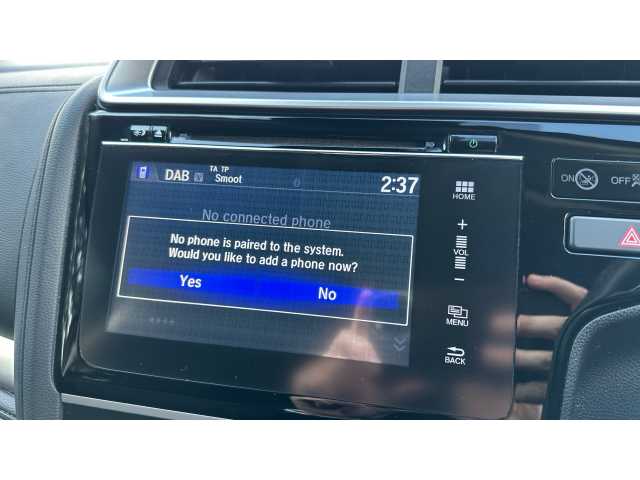 TA TP
DAB Smoot 2:37
No connected phone
No phone is paired to the system.
Would you like to add a phone now?
Yes
No
HOME
+
VOL
−
MENU
BACK
ON
OFF